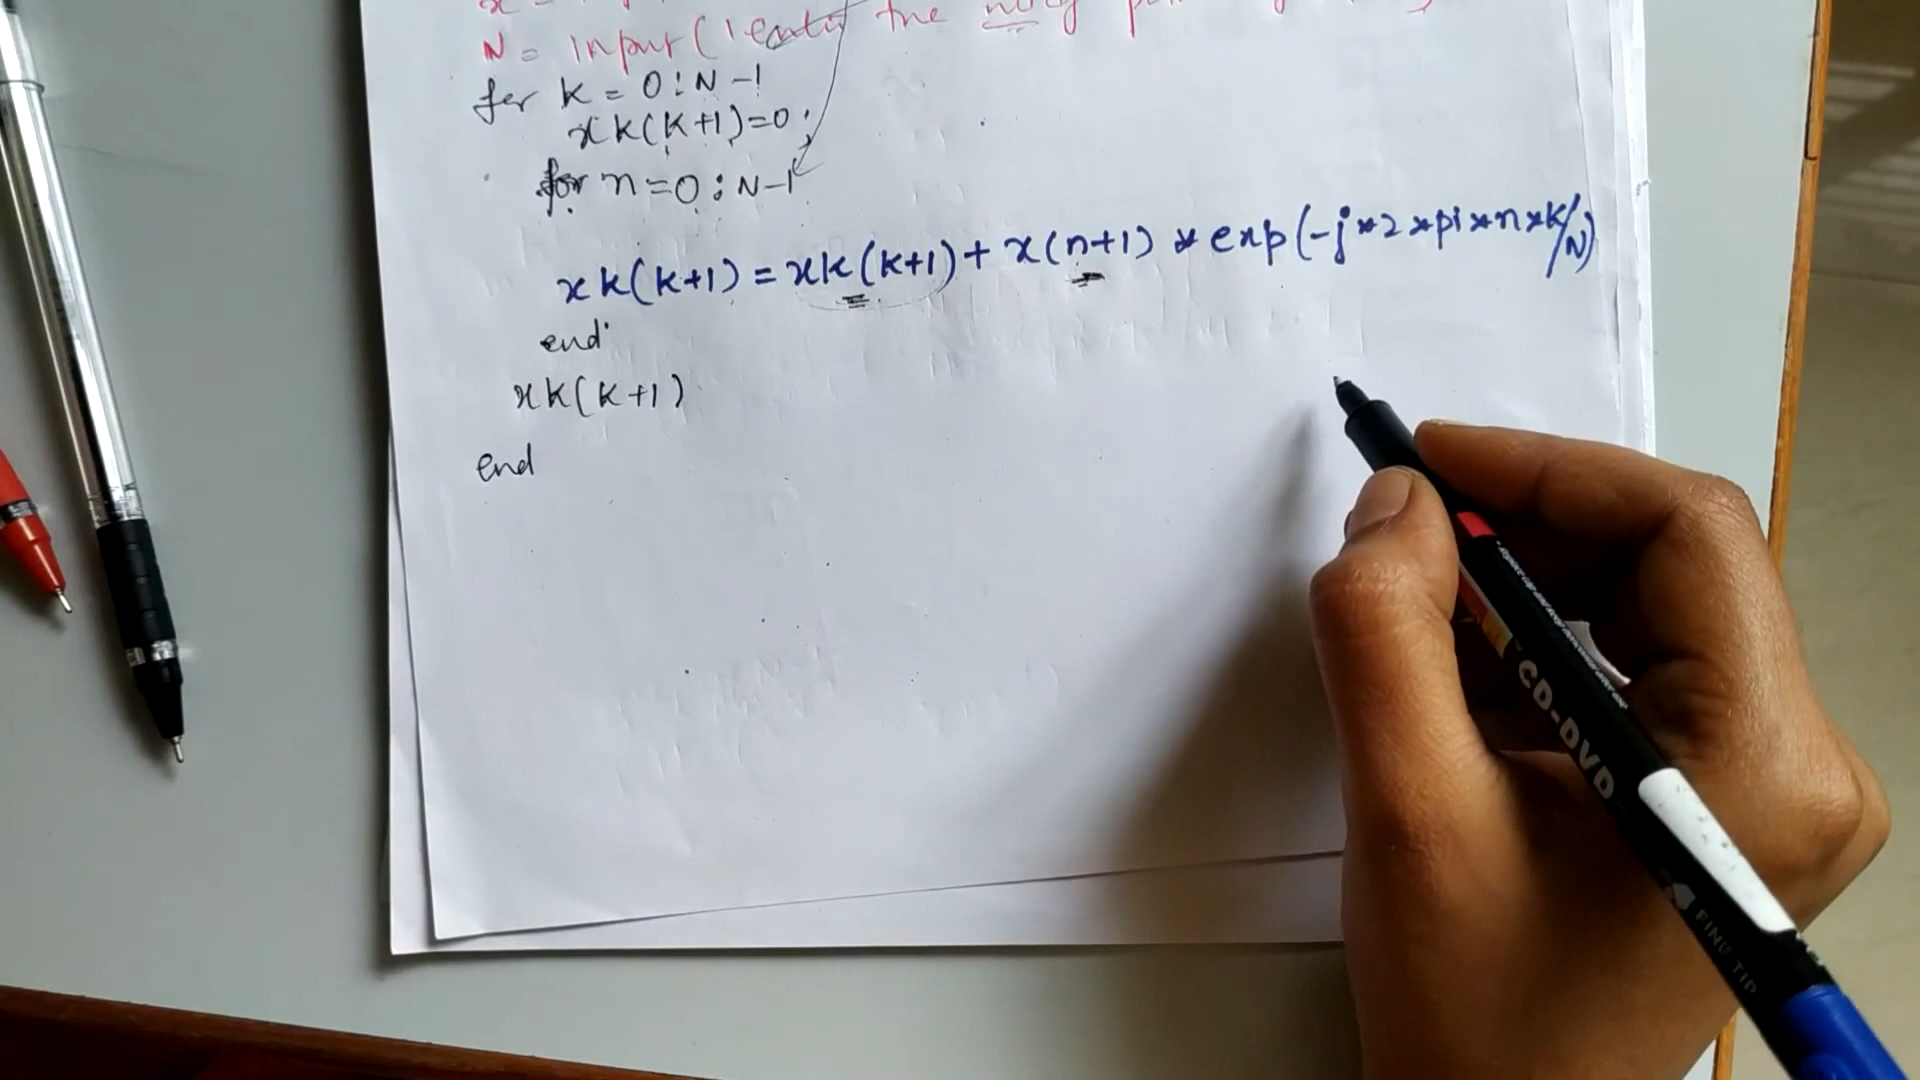 x =
N = input('enter the
for k = 0:N-1
xk(k+1)=0;
for n=0:N-1
xk(k+1) = xk(k+1) + x(n+1) * exp(-j*2*pi*n*k/N)
end
xk(k+1)
end
CD-DVD
FINE TIP